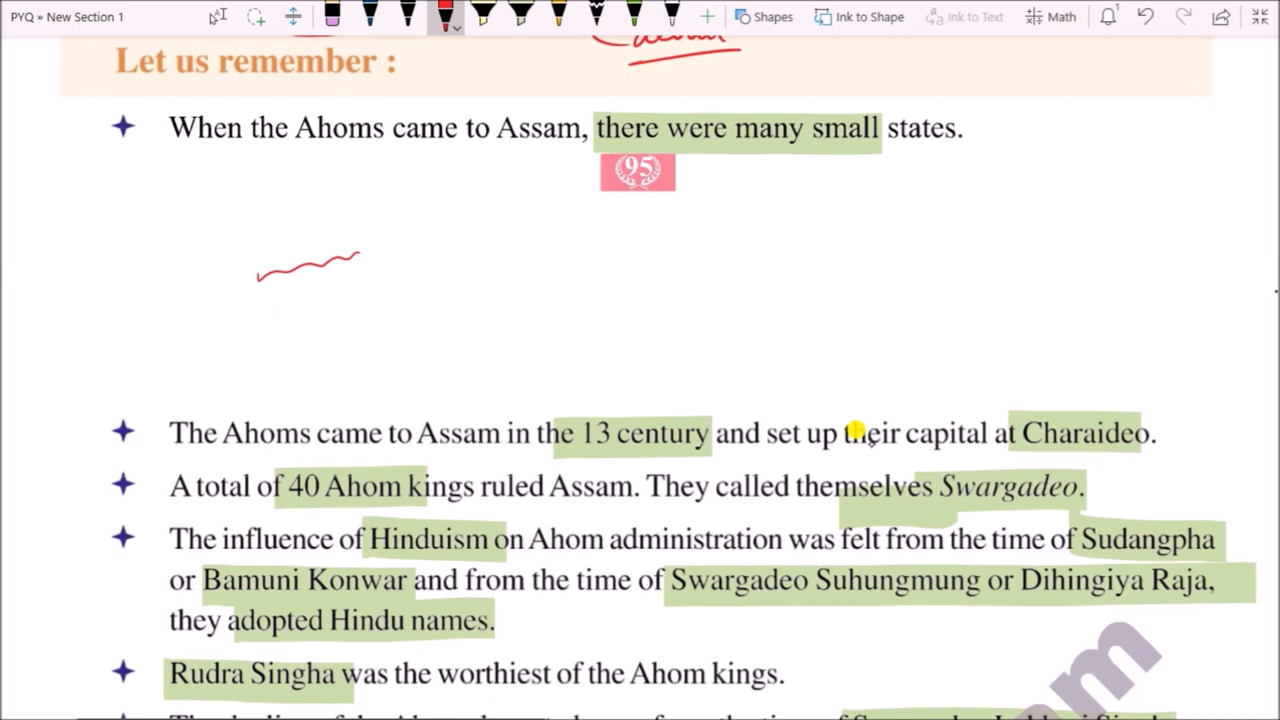 PYQ » New Section 1
Shapes
Ink to Shape
Ink to Text
Math
Let us remember :
When the Ahoms came to Assam, there were many small states.
95
The Ahoms came to Assam in the 13 century and set up their capital at Charaideo.
A total of 40 Ahom kings ruled Assam. They called themselves Swargadeo.
The influence of Hinduism on Ahom administration was felt from the time of Sudangpha
or Bamuni Konwar and from the time of Swargadeo Suhungmung or Dihingiya Raja,
they adopted Hindu names.
Rudra Singha was the worthiest of the Ahom kings.